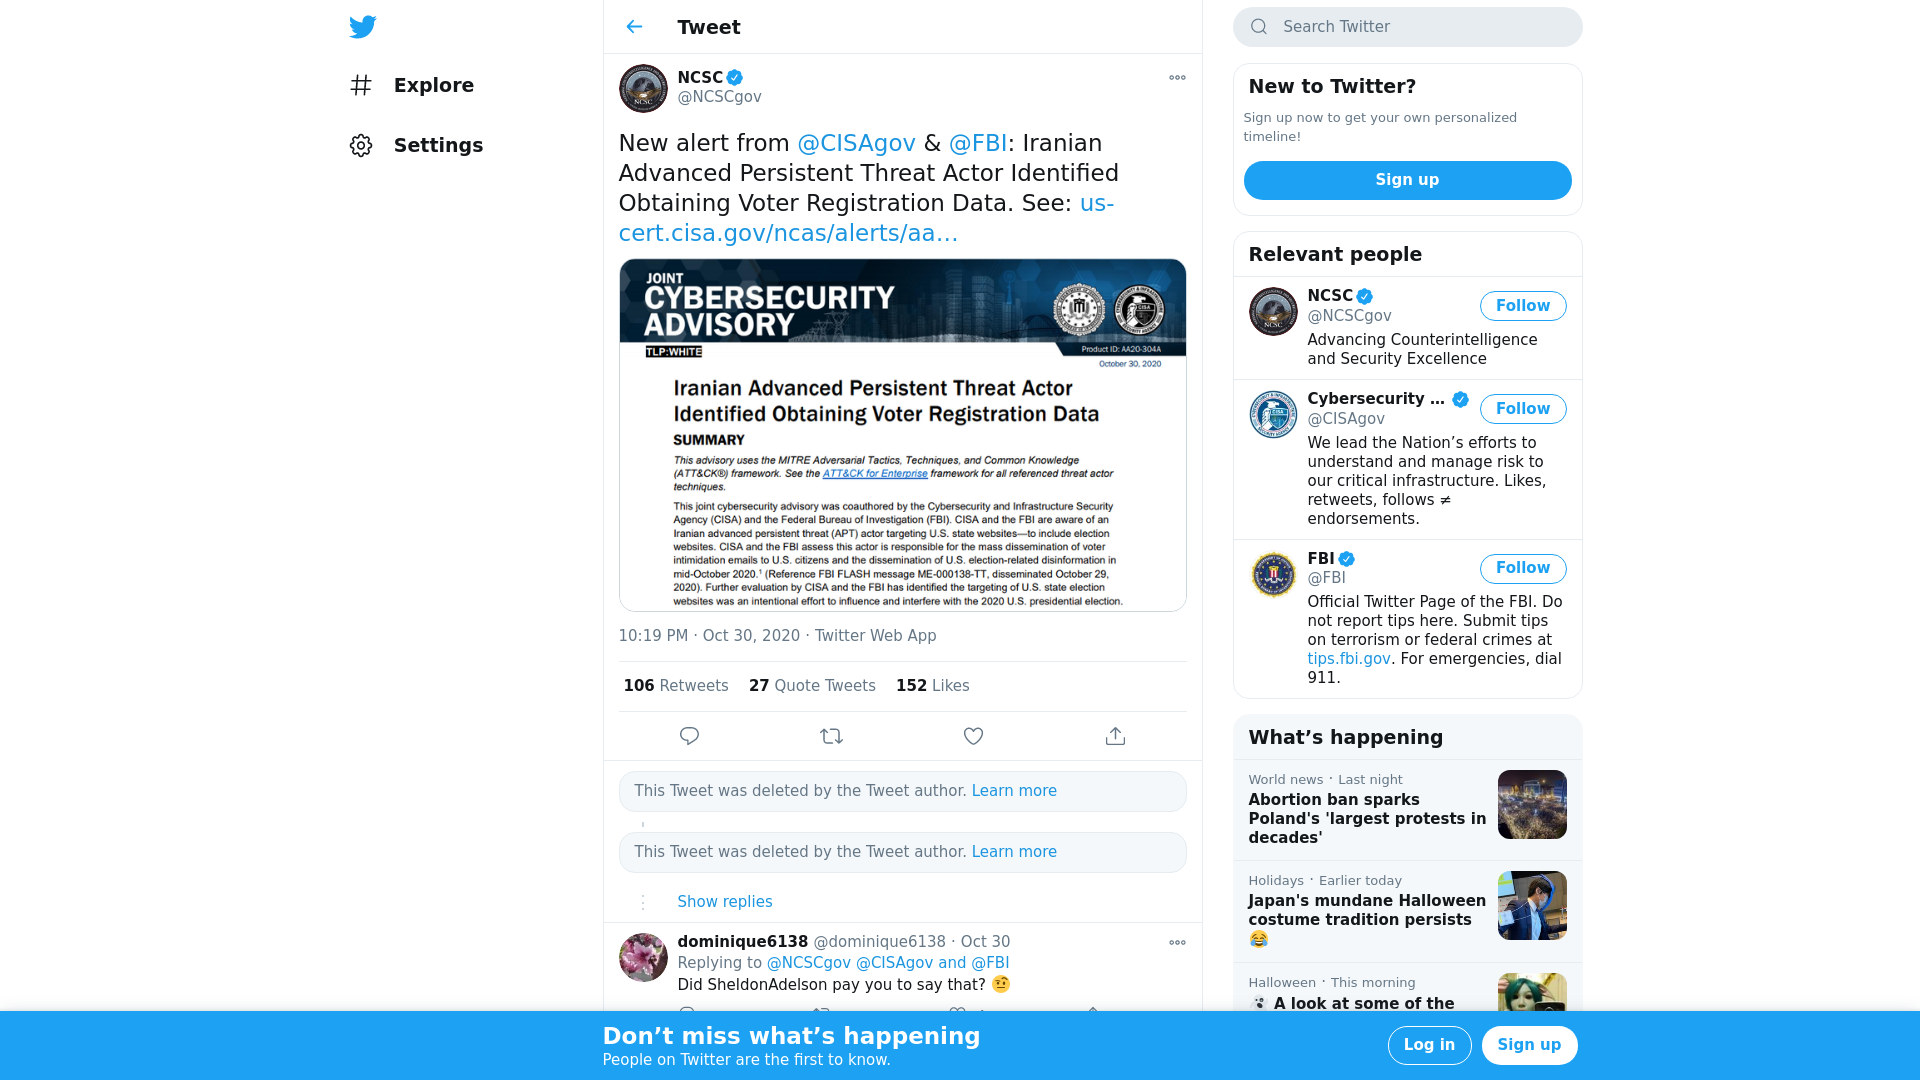 Explore
Settings
Tweet
NCSC
@NCSCgov
New alert from @CISAgov & @FBI: Iranian
Advanced Persistent Threat Actor Identified
Obtaining Voter Registration Data. See: us-
cert.cisa.gov/ncas/alerts/aa…
JOINT
CYBERSECURITY
ADVISORY
TLP:WHITE
Product ID: AA20-304A
October 30, 2020
Iranian Advanced Persistent Threat Actor
Identified Obtaining Voter Registration Data
SUMMARY
This advisory uses the MITRE Adversarial Tactics, Techniques, and Common Knowledge
(ATT&CK®) framework. See the ATT&CK for Enterprise framework for all referenced threat actor
techniques.
This joint cybersecurity advisory was coauthored by the Cybersecurity and Infrastructure Security
Agency (CISA) and the Federal Bureau of Investigation (FBI). CISA and the FBI are aware of an
Iranian advanced persistent threat (APT) actor targeting U.S. state websites—to include election
websites. CISA and the FBI assess this actor is responsible for the mass dissemination of voter
intimidation emails to U.S. citizens and the dissemination of U.S. election-related disinformation in
mid-October 2020.¹ (Reference FBI FLASH message ME-000138-TT, disseminated October 29,
2020). Further evaluation by CISA and the FBI has identified the targeting of U.S. state election
websites was an intentional effort to influence and interfere with the 2020 U.S. presidential election.
10:19 PM · Oct 30, 2020 · Twitter Web App
106 Retweets 27 Quote Tweets 152 Likes
This Tweet was deleted by the Tweet author. Learn more
This Tweet was deleted by the Tweet author. Learn more
Show replies
dominique6138 @dominique6138 · Oct 30
Replying to @NCSCgov @CISAgov and @FBI
Did SheldonAdelson pay you to say that? 🤨
Search Twitter
New to Twitter?
Sign up now to get your own personalized
timeline!
Sign up
Relevant people
NCSC
@NCSCgov
Follow
Advancing Counterintelligence
and Security Excellence
Cybersecurity …
@CISAgov
Follow
We lead the Nation’s efforts to
understand and manage risk to
our critical infrastructure. Likes,
retweets, follows ≠
endorsements.
FBI
@FBI
Follow
Official Twitter Page of the FBI. Do
not report tips here. Submit tips
on terrorism or federal crimes at
tips.fbi.gov. For emergencies, dial
911.
What’s happening
World news · Last night
Abortion ban sparks
Poland's 'largest protests in
decades'
Holidays · Earlier today
Japan's mundane Halloween
costume tradition persists
😂
Halloween · This morning
👻 A look at some of the
Don’t miss what’s happening
People on Twitter are the first to know.
Log in
Sign up